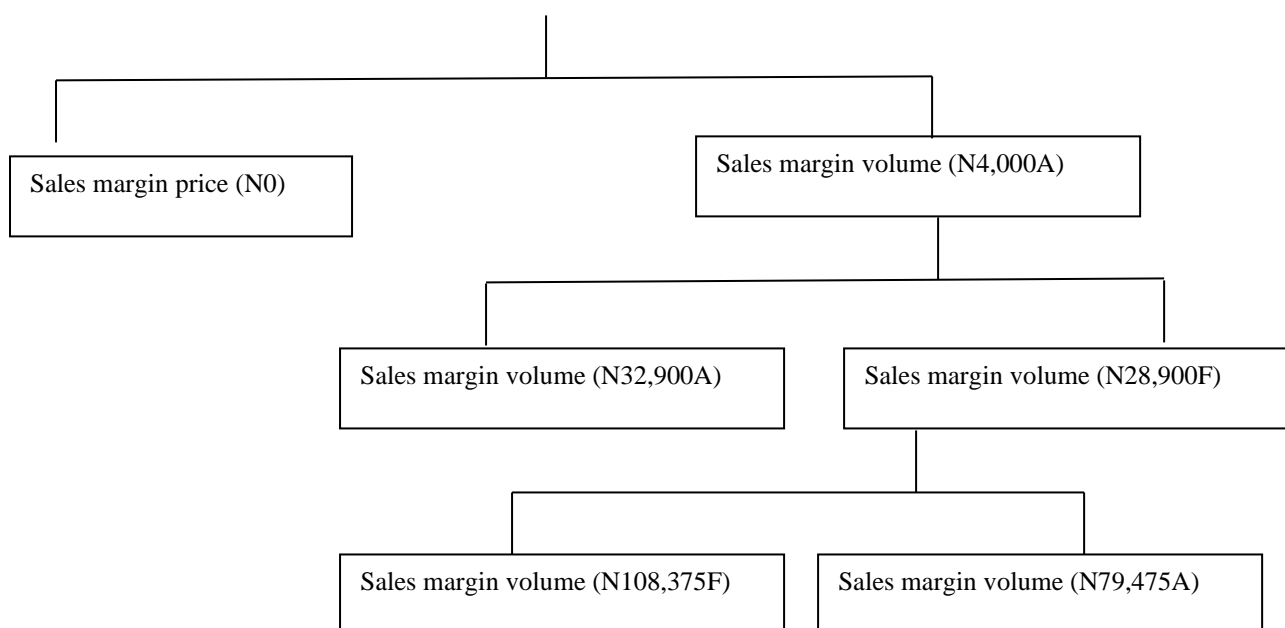 Sales margin price (N0)
Sales margin volume (N4,000A)
Sales margin volume (N32,900A)
Sales margin volume (N28,900F)
Sales margin volume (N108,375F)
Sales margin volume (N79,475A)